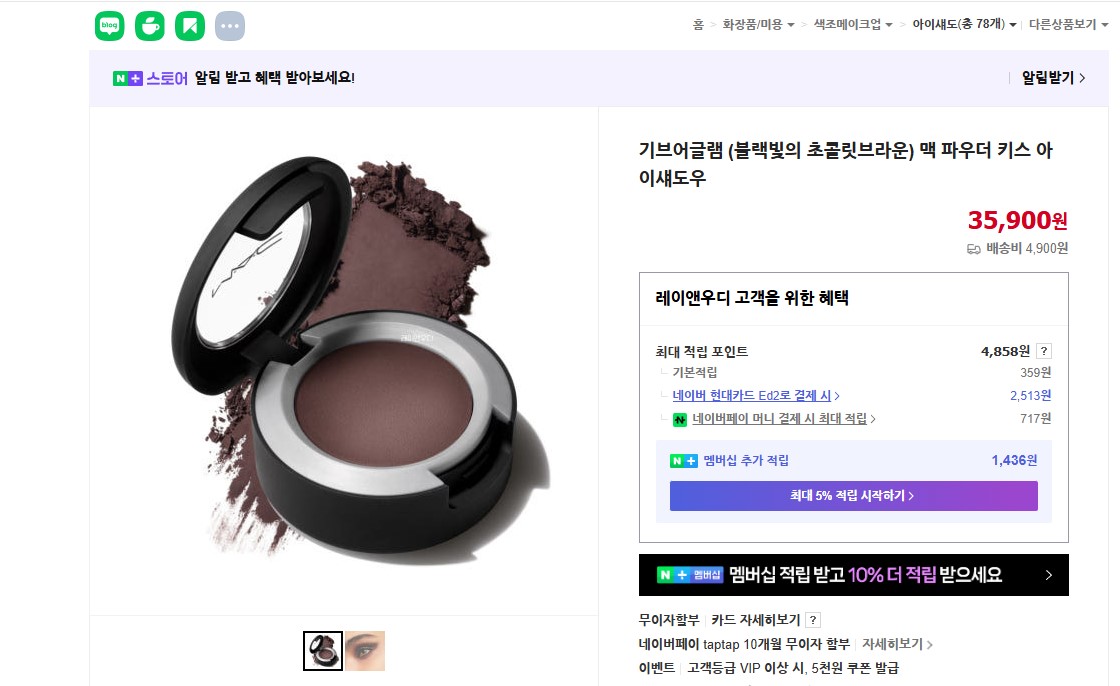 blog
홈 > 화장품/미용 > 색조메이크업 > 아이섀도(총 78개) 다른상품보기
N+ 스토어 알림 받고 혜택 받아보세요! 알림받기 >
기브어글램 (블랙빛의 초콜릿브라운) 맥 파우더 키스 아
이섀도우
35,900원
배송비 4,900원
레이앤우디 고객을 위한 혜택
최대 적립 포인트 4,858원 ?
기본적립 359원
네이버 현대카드 Ed2로 결제 시 > 2,513원
네이버페이 머니 결제 시 최대 적립 > 717원
N+ 멤버십 추가 적립 1,436원
최대 5% 적립 시작하기 >
N+ 멤버십 멤버십 적립 받고 10% 더 적립 받으세요 >
무이자할부 카드 자세히보기 ?
네이버페이 taptap 10개월 무이자 할부 자세히보기 >
이벤트 고객등급 VIP 이상 시, 5천원 쿠폰 발급
MAC